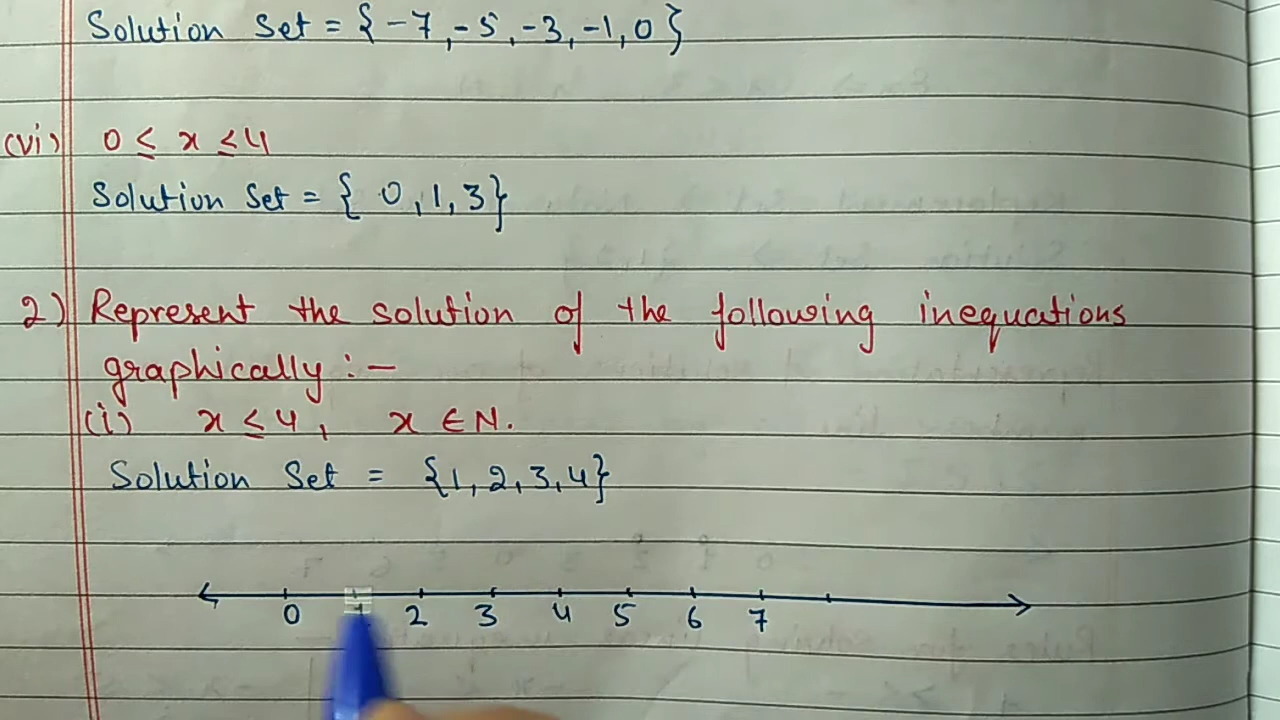 Solution Set = { -7, -5, -3, -1, 0 }
(vi) 0 ≤ x ≤ 4
Solution Set = { 0, 1, 3}
2) Represent the solution of the following inequations
graphically : -
(i) x ≤ 4, x ∈ N.
Solution Set = {1, 2, 3, 4}
0 1 2 3 4 5 6 7